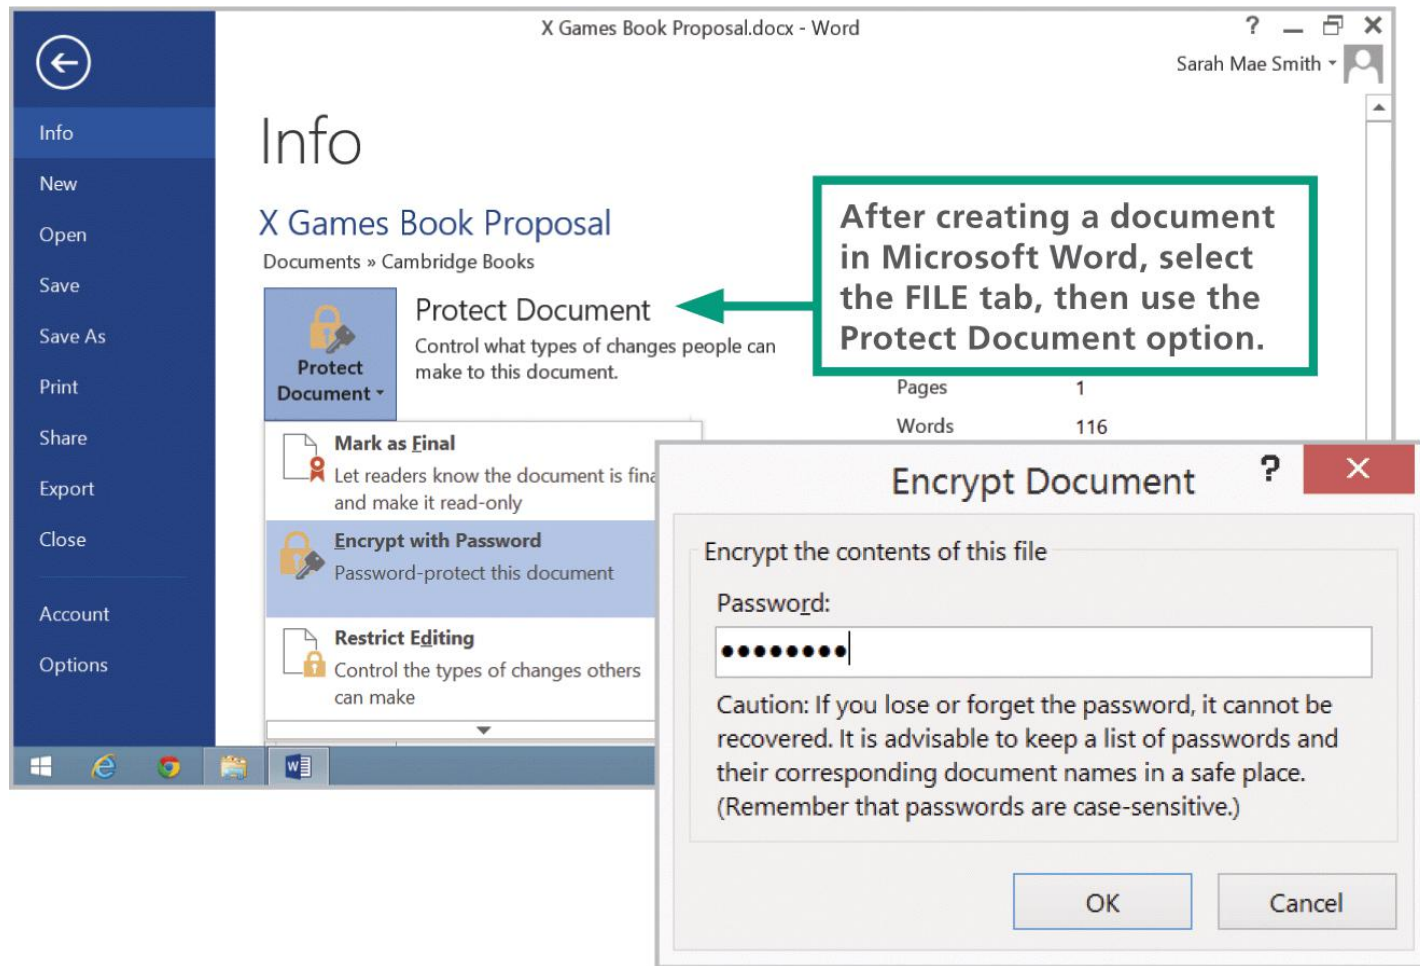 X Games Book Proposal.docx - Word
?
Sarah Mae Smith
Info
New
Open
Save
Save As
Print
Share
Export
Close
Account
Options
Info
X Games Book Proposal
Documents » Cambridge Books
Protect
Document
Protect Document
Control what types of changes people can
make to this document.
After creating a document
in Microsoft Word, select
the FILE tab, then use the
Protect Document option.
Pages 1
Words 116
Mark as Final
Let readers know the document is fina
and make it read-only
Encrypt with Password
Password-protect this document
Restrict Editing
Control the types of changes others
can make
Encrypt Document
?
Encrypt the contents of this file
Password:
Caution: If you lose or forget the password, it cannot be
recovered. It is advisable to keep a list of passwords and
their corresponding document names in a safe place.
(Remember that passwords are case-sensitive.)
OK
Cancel